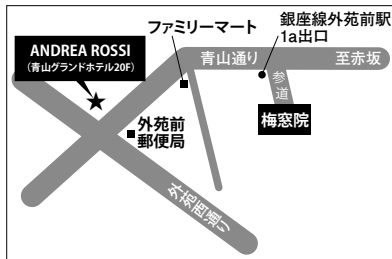 ファミリーマート
銀座線外苑前駅
1a出口
ANDREA ROSSI
(青山グランドホテル20F)
青山通り
至赤坂
参道
梅窓院
外苑前
郵便局
外苑西通り